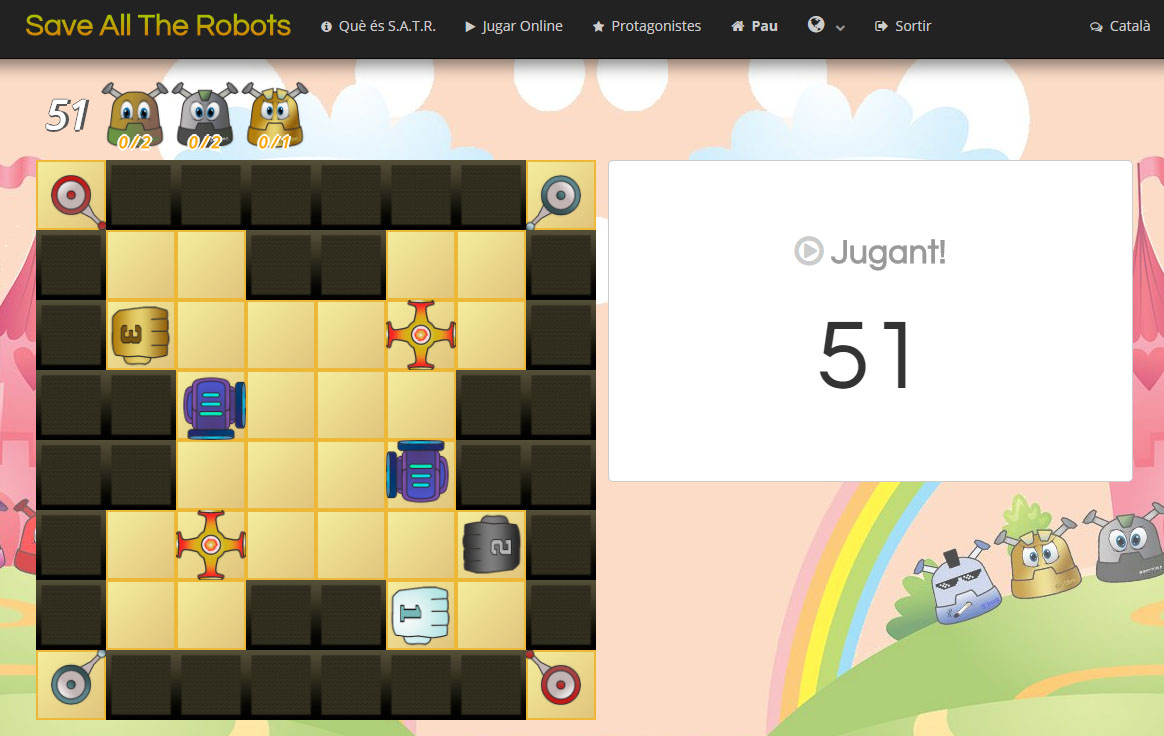 Save All The Robots
Què és S.A.T.R.
Jugar Online
Protagonistes
Pau
Sortir
Català
51
0/2
0/2
0/1
Jugant!
51
3
2
1